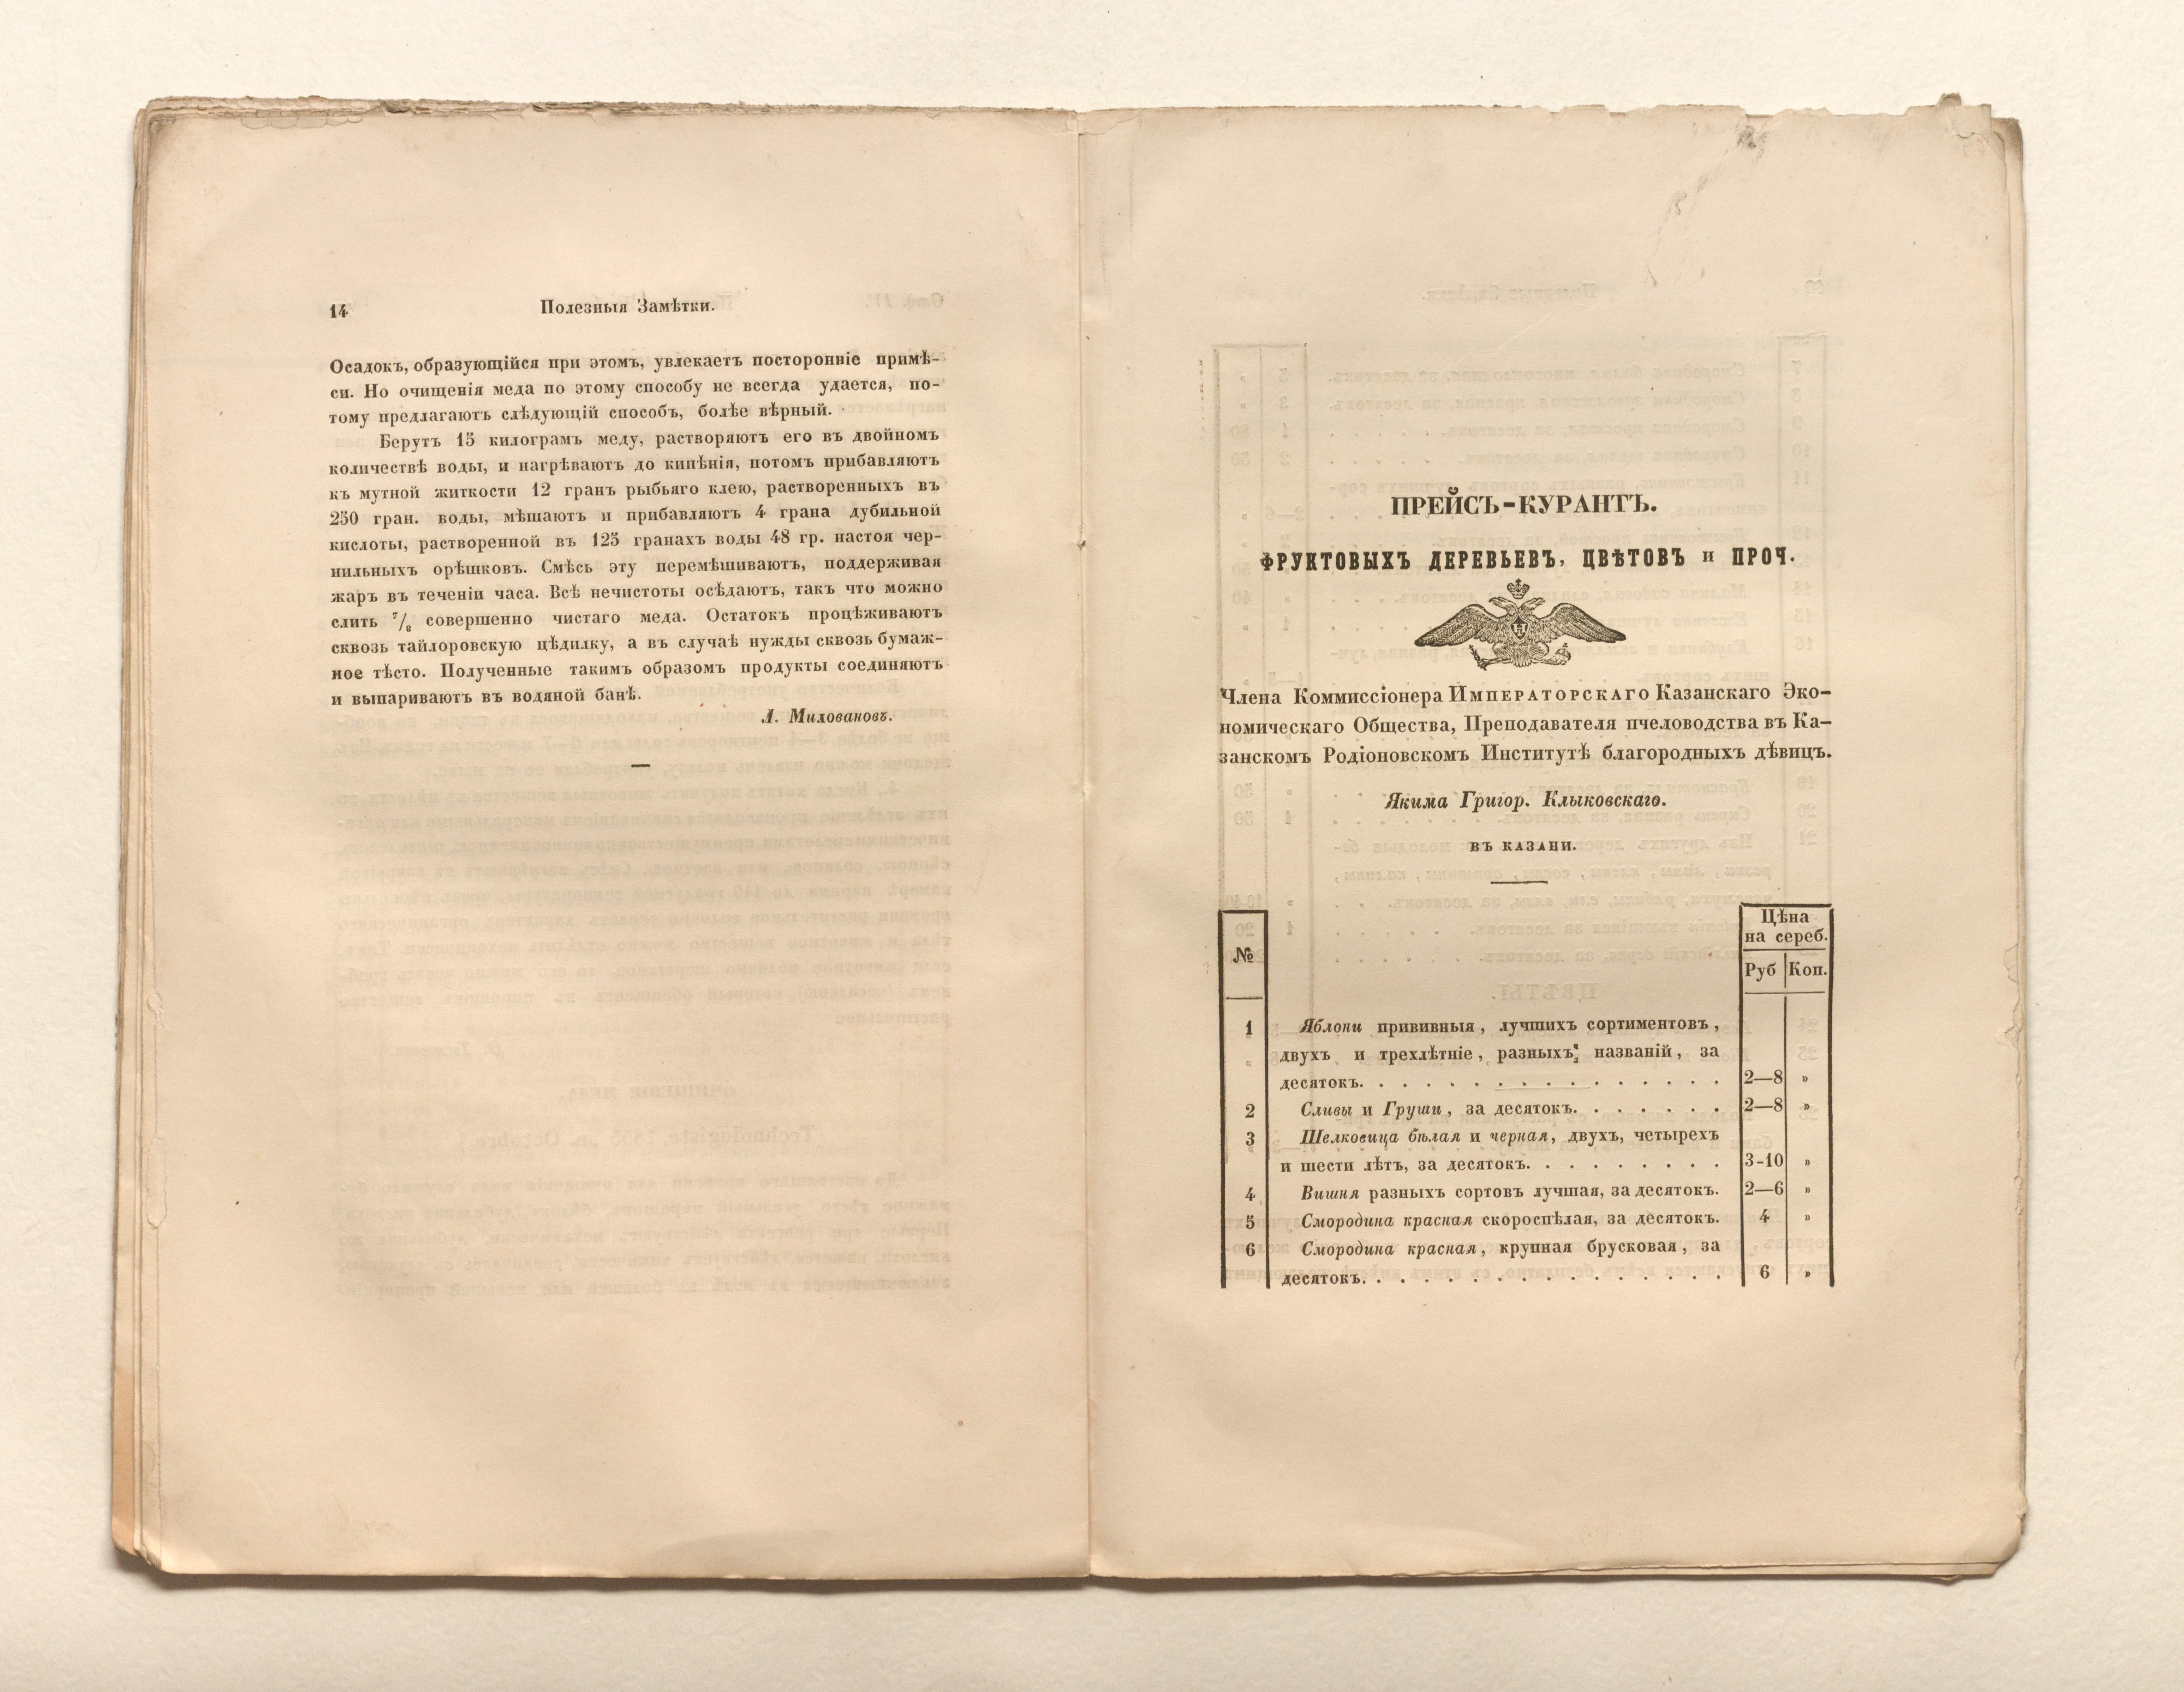 14
Полезныя Замѣтки.
Осадокъ, образующійся при этомъ, увлекаетъ посторонніе примѣ-
си. Но очищенія меда по этому способу не всегда удается, по-
тому предлагаютъ слѣдующій способъ, болѣе вѣрный.
Берутъ 15 килограмъ меду, растворяютъ его въ двойномъ
количествѣ воды, и нагрѣваютъ до кипѣнія, потомъ прибавляютъ
къ мутной житкости 12 гранъ рыбьяго клею, растворенныхъ въ
250 гран. воды, мѣшаютъ и прибавляютъ 4 грана дубильной
кислоты, растворенной въ 125 гранахъ воды 48 гр. настоя чер-
нильныхъ орѣшковъ. Смѣсь эту перемѣшиваютъ, поддерживая
жаръ въ теченіи часа. Всѣ нечистоты осѣдаютъ, такъ что можно
слить 7/8 совершенно чистаго меда. Остатокъ процѣживаютъ
сквозь тайлоровскую цѣдилку, а въ случаѣ нужды сквозь бумаж-
ное тѣсто. Полученные такимъ образомъ продукты соединяютъ
и выпариваютъ въ водяной банѣ.
Л. Миловановъ.
ПРЕЙСЪ-КУРАНТЪ.
ФРУКТОВЫХЪ ДЕРЕВЬЕВЪ, ЦВѢТОВЪ и ПРОЧ.
Члена Коммиссіонера ИМПЕРАТОРСКАГО Казанскаго Эко-
номическаго Общества, Преподавателя пчеловодства въ Ка-
занскомъ Родіоновскомъ Институтѣ благородныхъ дѣвицъ.
Якима Григор. Клыковскаго.
ВЪ КАЗАНИ.
№ Цѣна
на сереб.
Руб Коп.
1 Яблони прививныя, лучшихъ сортиментовъ,
двухъ и трехлѣтніе, разныхъ названій, за
десятокъ. . . . . . . . . . . . . . . 2—8 »
2 Сливы и Груши, за десятокъ. . . . . . . 2—8 »
3 Шелковица бѣлая и черная, двухъ, четырехъ
и шести лѣтъ, за десятокъ. . . . . . . . . 3-10 »
4 Вишня разныхъ сортовъ лучшая, за десятокъ. 2—6 »
5 Смородина красная скороспѣлая, за десятокъ. 4 »
6 Смородина красная, крупная брусковая, за
десятокъ. . . . . . . . . . . . . . . 6 »